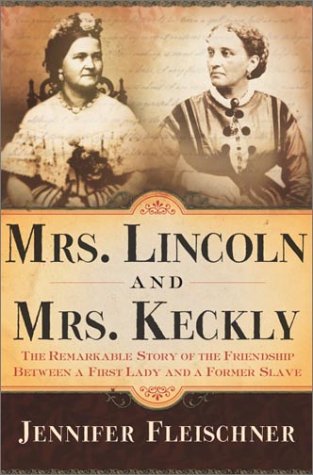 MRS. LINCOLN
AND
MRS. KECKLY
THE REMARKABLE STORY OF THE FRIENDSHIP
BETWEEN A FIRST LADY AND A FORMER SLAVE
JENNIFER FLEISCHNER